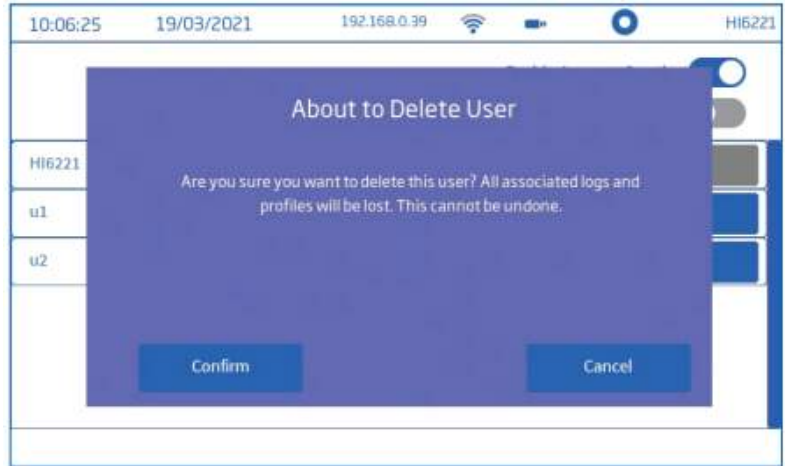 10:06:25 19/03/2021 192.168.0.39 HI6221
About to Delete User
Are you sure you want to delete this user? All associated logs and
profiles will be lost. This cannot be undone.
HI6221
u1
u2
Confirm Cancel